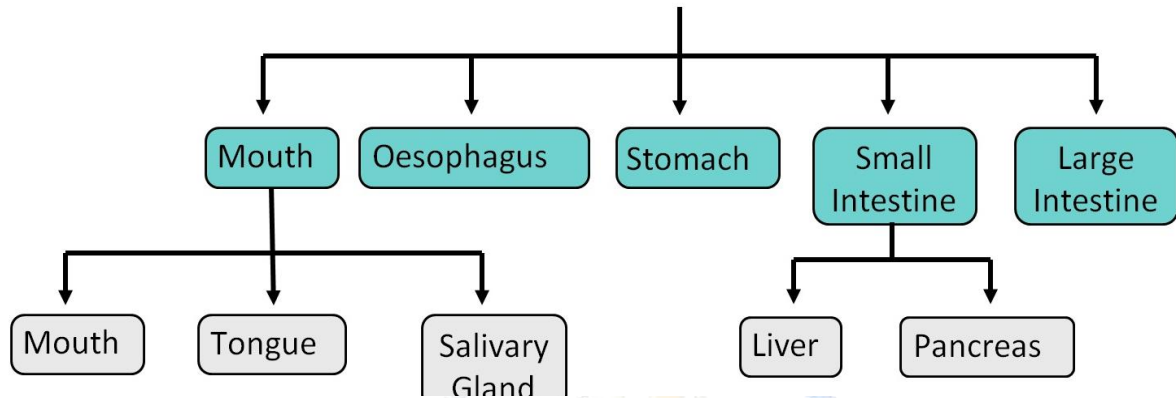 Mouth
Oesophagus
Stomach
Small
Intestine
Large
Intestine
Mouth
Tongue
Salivary
Gland
Liver
Pancreas